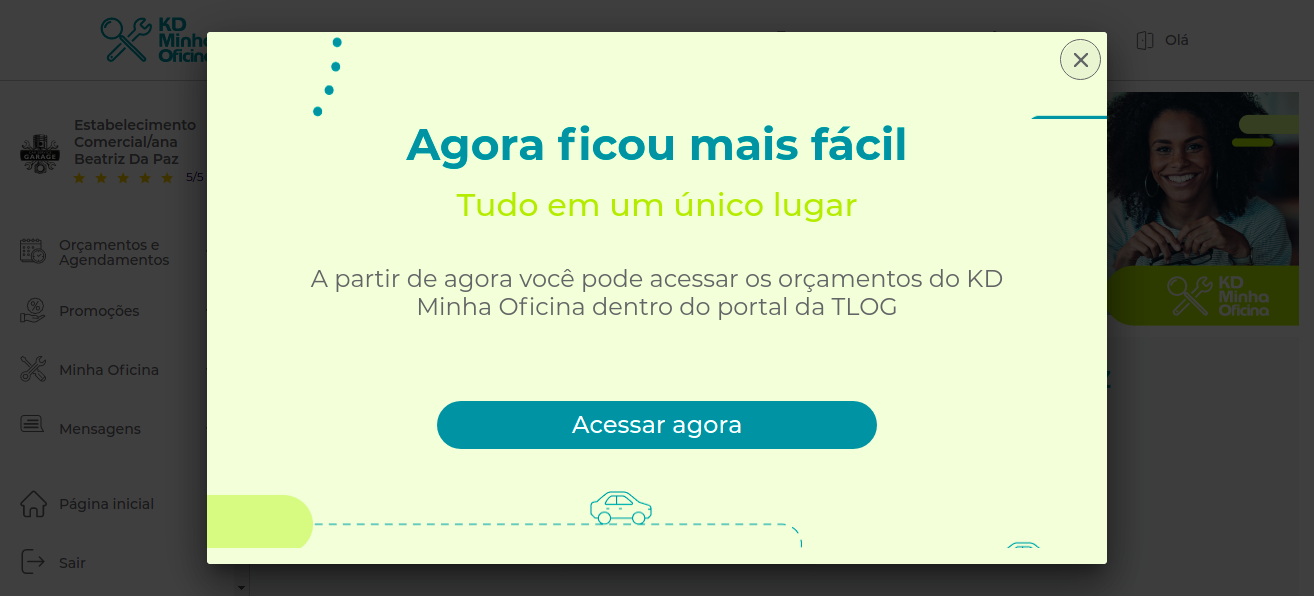 KD
Minha
Oficina
Olá
Estabelecimento
Comercial/ana
Beatriz Da Paz
5/5
GARAGE
Orçamentos e
Agendamentos
Promoções
Minha Oficina
Mensagens
Página inicial
Sair
Agora ficou mais fácil
Tudo em um único lugar
A partir de agora você pode acessar os orçamentos do KD
Minha Oficina dentro do portal da TLOG
Acessar agora
KD
Minha
Oficina